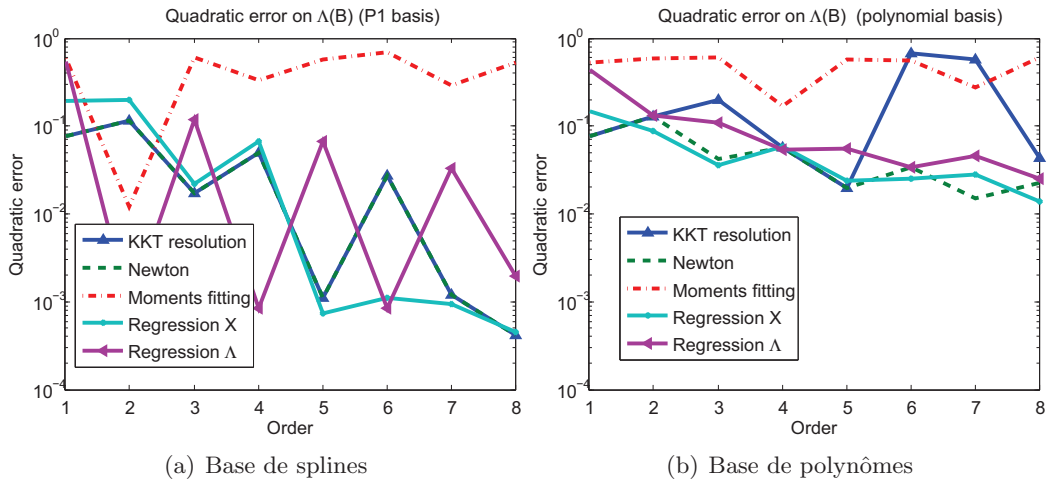 Quadratic error on Λ(B) (P1 basis)
10^0
10^-1
10^-2
10^-3
10^-4
Quadratic error
KKT resolution
Newton
Moments fitting
Regression X
Regression Λ
1 2 3 4 5 6 7 8
Order
(a) Base de splines
Quadratic error on Λ(B) (polynomial basis)
10^0
10^-1
10^-2
10^-3
10^-4
Quadratic error
KKT resolution
Newton
Moments fitting
Regression X
Regression Λ
1 2 3 4 5 6 7 8
Order
(b) Base de polynômes